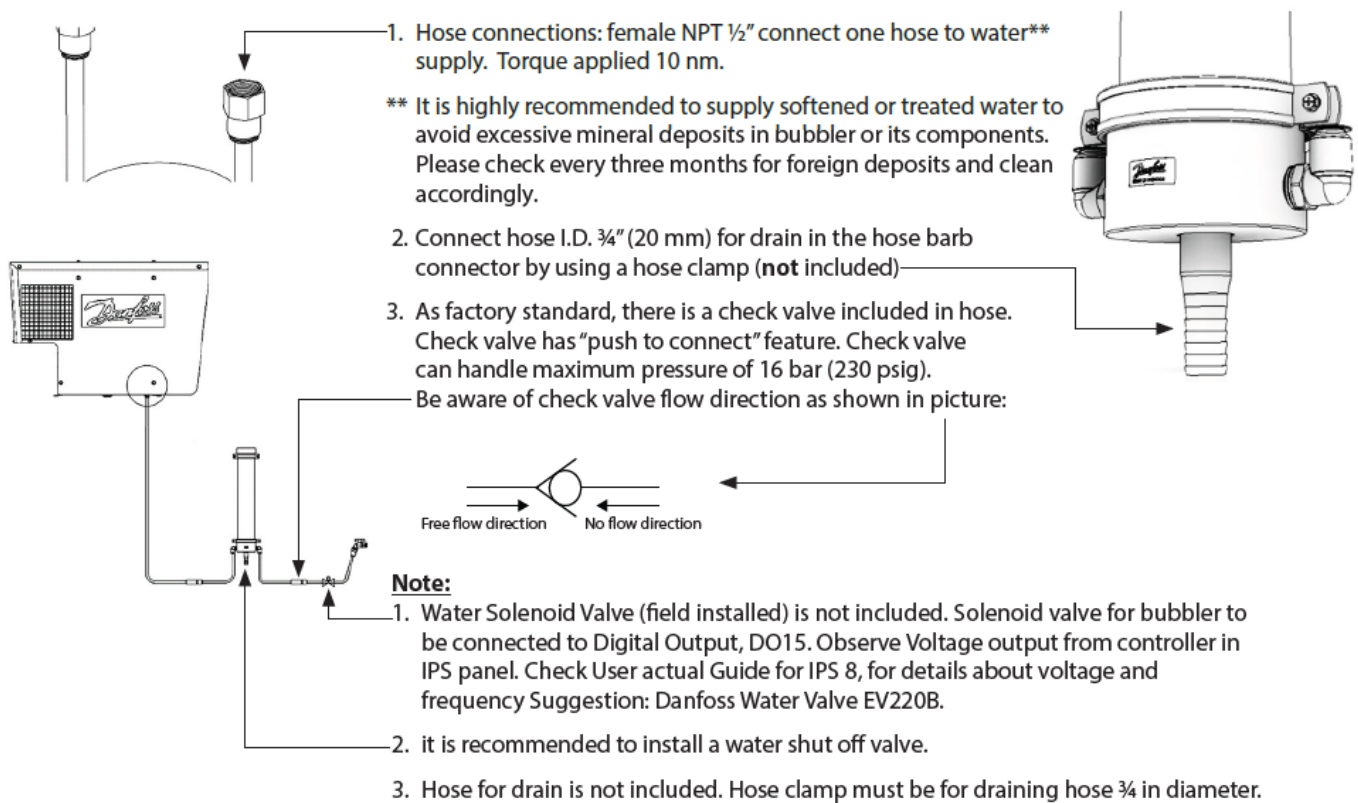 1. Hose connections: female NPT ½” connect one hose to water**
supply. Torque applied 10 nm.
** It is highly recommended to supply softened or treated water to
avoid excessive mineral deposits in bubbler or its components.
Please check every three months for foreign deposits and clean
accordingly.
Danfoss
2. Connect hose I.D. ¾” (20 mm) for drain in the hose barb
connector by using a hose clamp (not included)
Danfoss
3. As factory standard, there is a check valve included in hose.
Check valve has “push to connect” feature. Check valve
can handle maximum pressure of 16 bar (230 psig).
Be aware of check valve flow direction as shown in picture:
Free flow direction
No flow direction
Note:
1. Water Solenoid Valve (field installed) is not included. Solenoid valve for bubbler to
be connected to Digital Output, DO15. Observe Voltage output from controller in
IPS panel. Check User actual Guide for IPS 8, for details about voltage and
frequency Suggestion: Danfoss Water Valve EV220B.
2. it is recommended to install a water shut off valve.
3. Hose for drain is not included. Hose clamp must be for draining hose ¾ in diameter.